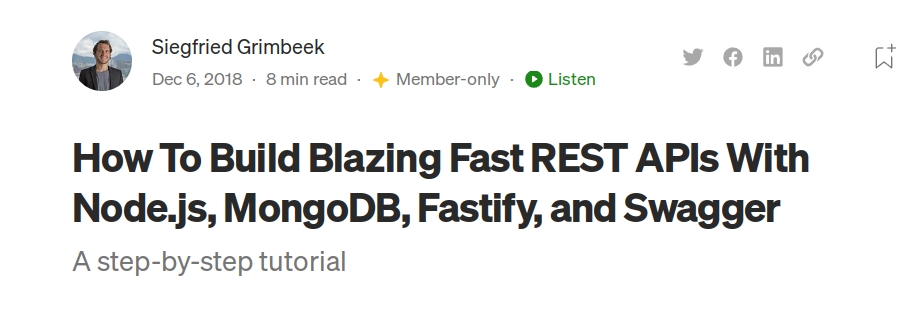 Siegfried Grimbeek
Dec 6, 2018 · 8 min read · Member-only · Listen
How To Build Blazing Fast REST APIs With
Node.js, MongoDB, Fastify, and Swagger
A step-by-step tutorial